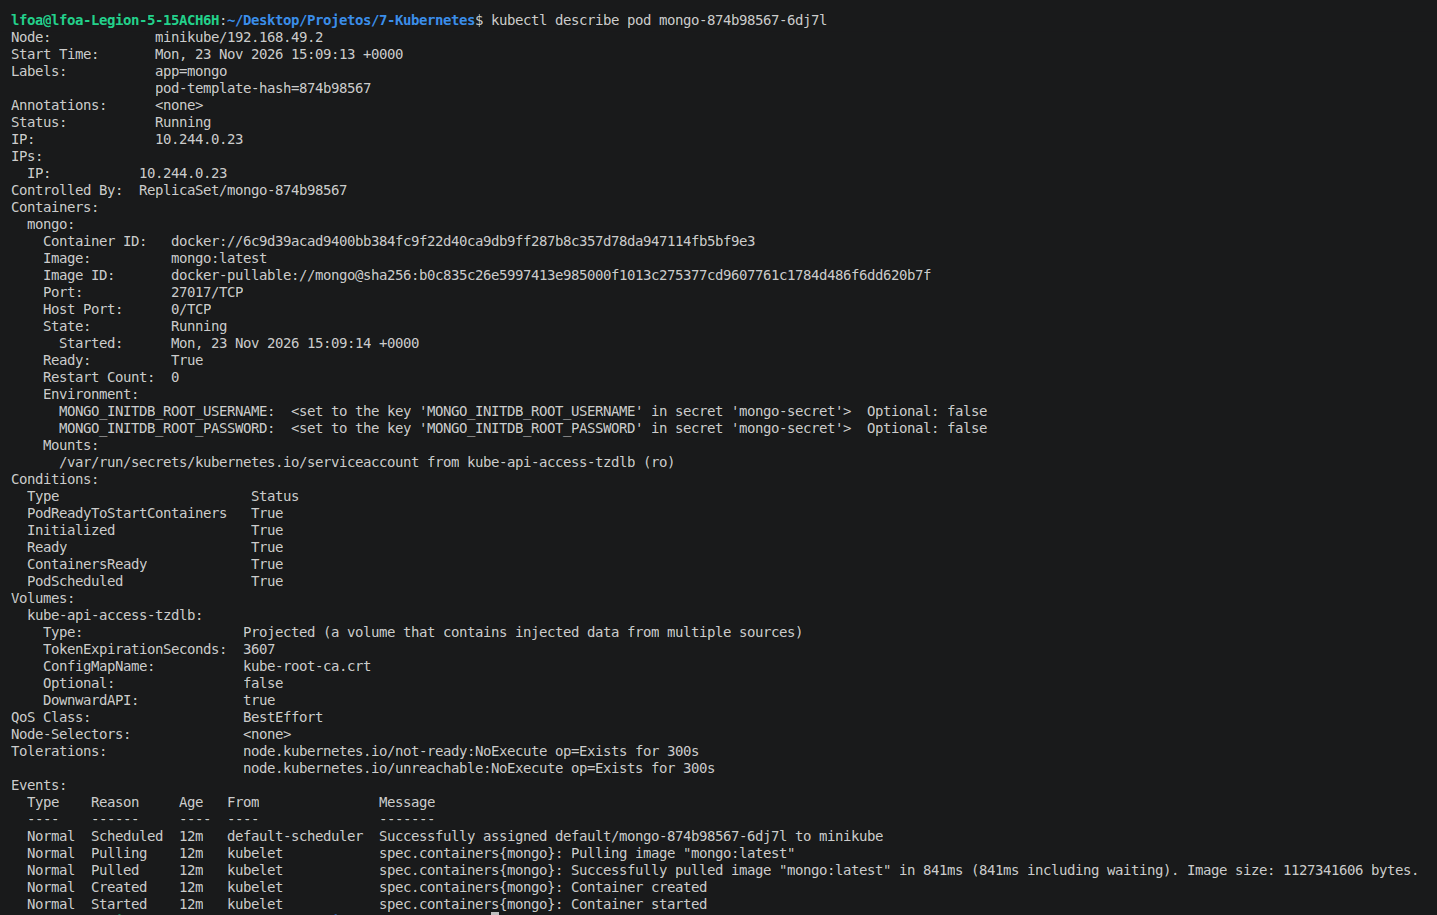 lfoa@lfoa-Legion-5-15ACH6H:~/Desktop/Projetos/7-Kubernetes$ kubectl describe pod mongo-874b98567-6dj7l
Node:             minikube/192.168.49.2
Start Time:       Mon, 23 Nov 2026 15:09:13 +0000
Labels:           app=mongo
                  pod-template-hash=874b98567
Annotations:      <none>
Status:           Running
IP:               10.244.0.23
IPs:
  IP:           10.244.0.23
Controlled By:  ReplicaSet/mongo-874b98567
Containers:
  mongo:
    Container ID:   docker://6c9d39acad9400bb384fc9f22d40ca9db9ff287b8c357d78da947114fb5bf9e3
    Image:          mongo:latest
    Image ID:       docker-pullable://mongo@sha256:b0c835c26e5997413e985000f1013c275377cd9607761c1784d486f6dd620b7f
    Port:           27017/TCP
    Host Port:      0/TCP
    State:          Running
      Started:      Mon, 23 Nov 2026 15:09:14 +0000
    Ready:          True
    Restart Count:  0
    Environment:
      MONGO_INITDB_ROOT_USERNAME:  <set to the key 'MONGO_INITDB_ROOT_USERNAME' in secret 'mongo-secret'>  Optional: false
      MONGO_INITDB_ROOT_PASSWORD:  <set to the key 'MONGO_INITDB_ROOT_PASSWORD' in secret 'mongo-secret'>  Optional: false
    Mounts:
      /var/run/secrets/kubernetes.io/serviceaccount from kube-api-access-tzdlb (ro)
Conditions:
  Type                        Status
  PodReadyToStartContainers   True
  Initialized                 True
  Ready                       True
  ContainersReady             True
  PodScheduled                True
Volumes:
  kube-api-access-tzdlb:
    Type:                    Projected (a volume that contains injected data from multiple sources)
    TokenExpirationSeconds:  3607
    ConfigMapName:           kube-root-ca.crt
    Optional:                false
    DownwardAPI:             true
QoS Class:                   BestEffort
Node-Selectors:              <none>
Tolerations:                 node.kubernetes.io/not-ready:NoExecute op=Exists for 300s
                             node.kubernetes.io/unreachable:NoExecute op=Exists for 300s
Events:
  Type    Reason     Age   From               Message
  ----    ------     ----  ----               -------
  Normal  Scheduled  12m   default-scheduler  Successfully assigned default/mongo-874b98567-6dj7l to minikube
  Normal  Pulling    12m   kubelet            spec.containers{mongo}: Pulling image "mongo:latest"
  Normal  Pulled     12m   kubelet            spec.containers{mongo}: Successfully pulled image "mongo:latest" in 841ms (841ms including waiting). Image size: 1127341606 bytes.
  Normal  Created    12m   kubelet            spec.containers{mongo}: Container created
  Normal  Started    12m   kubelet            spec.containers{mongo}: Container started